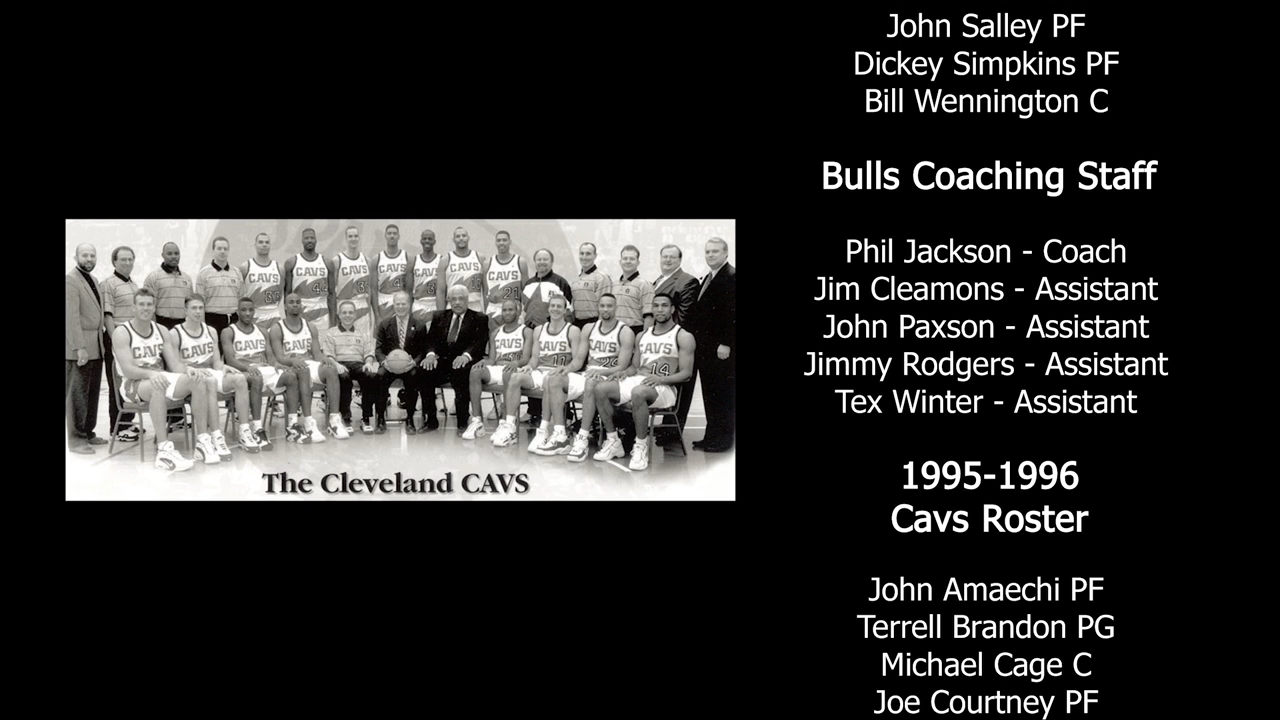 John Salley PF
Dickey Simpkins PF
Bill Wennington C
Bulls Coaching Staff
Phil Jackson - Coach
Jim Cleamons - Assistant
John Paxson - Assistant
Jimmy Rodgers - Assistant
Tex Winter - Assistant
The Cleveland CAVS
1995-1996
Cavs Roster
John Amaechi PF
Terrell Brandon PG
Michael Cage C
Joe Courtney PF